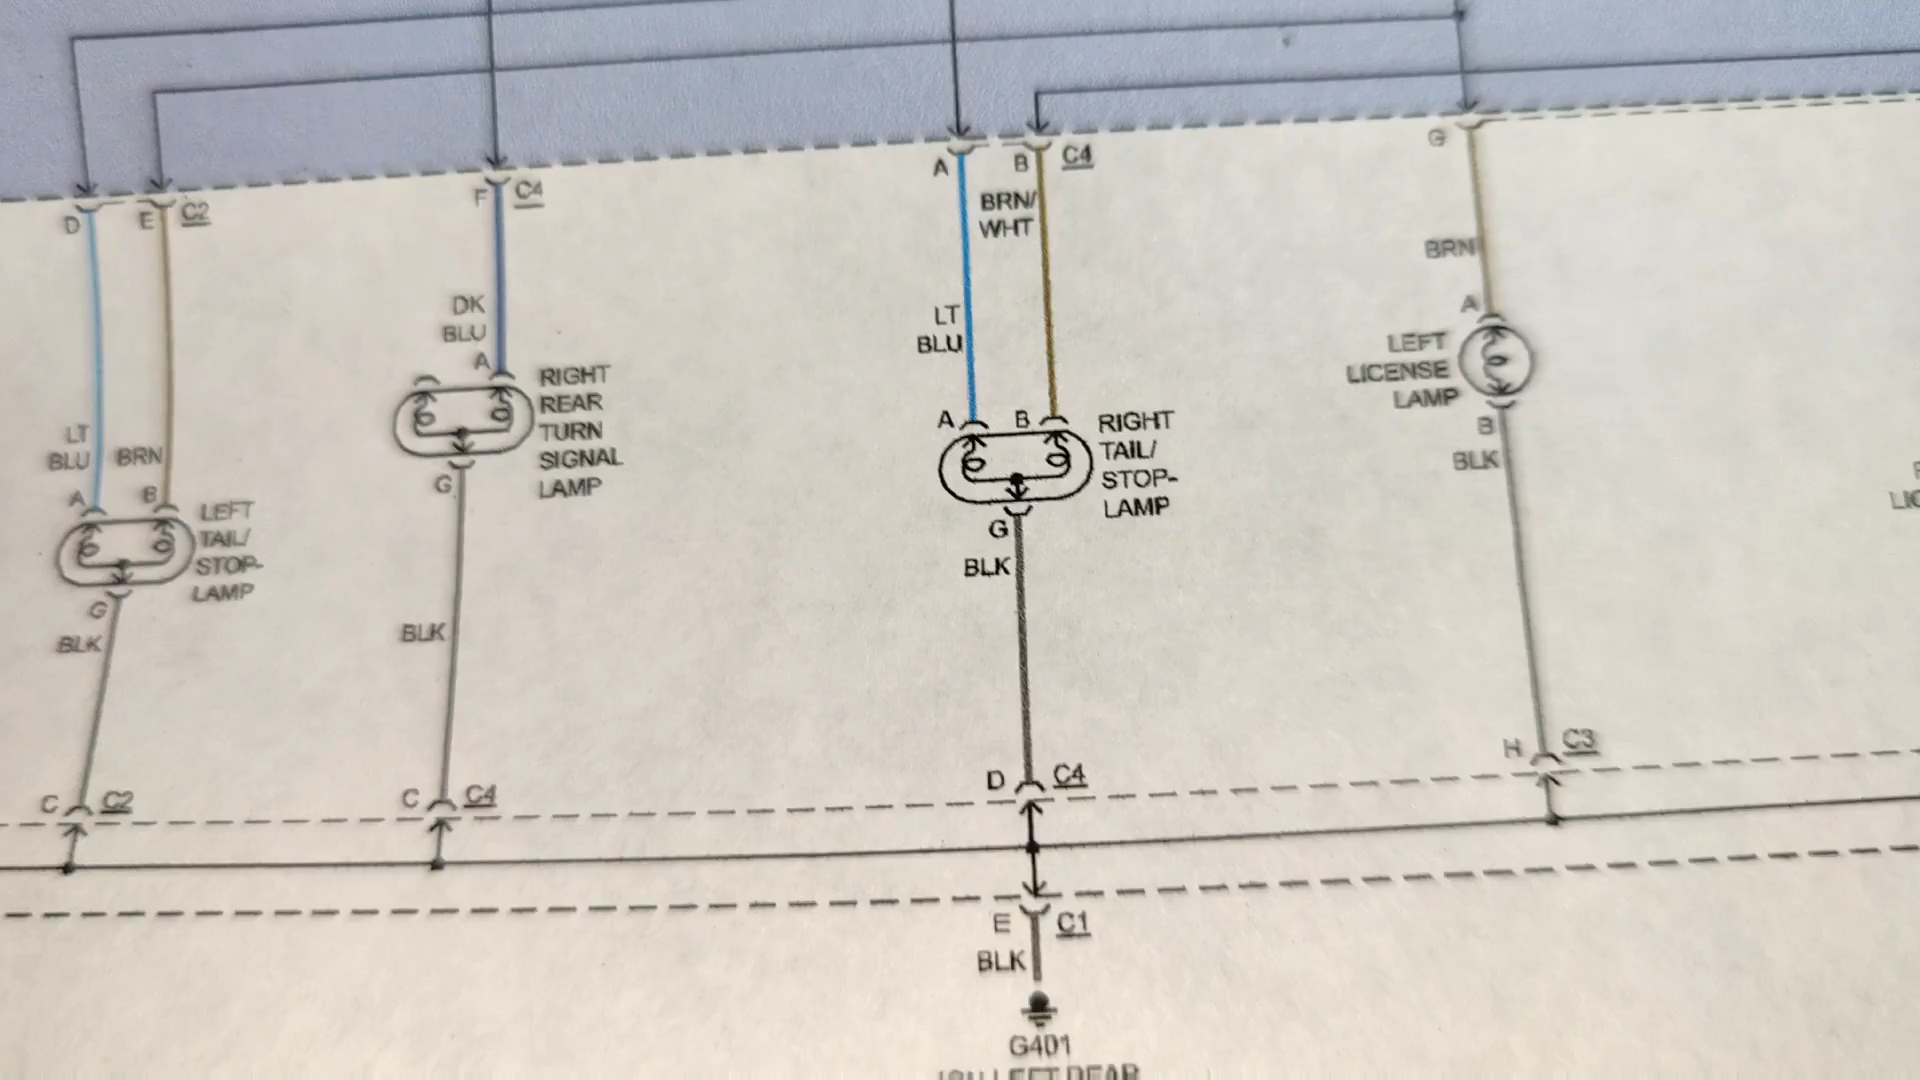 D
E
C2
F
C4
A
B
C4
G
BRN/
WHT
LT
BLU
BRN
DK
BLU
A
RIGHT
REAR
TURN
SIGNAL
LAMP
G
BLK
LT
BLU
BRN
A
B
LEFT
TAIL/
STOP-
LAMP
G
BLK
A
B
RIGHT
TAIL/
STOP-
LAMP
G
BLK
A
LEFT
LICENSE
LAMP
B
BLK
C
C2
C
C4
D
C4
H
C3
E
C1
BLK
G401
LEFT REAR